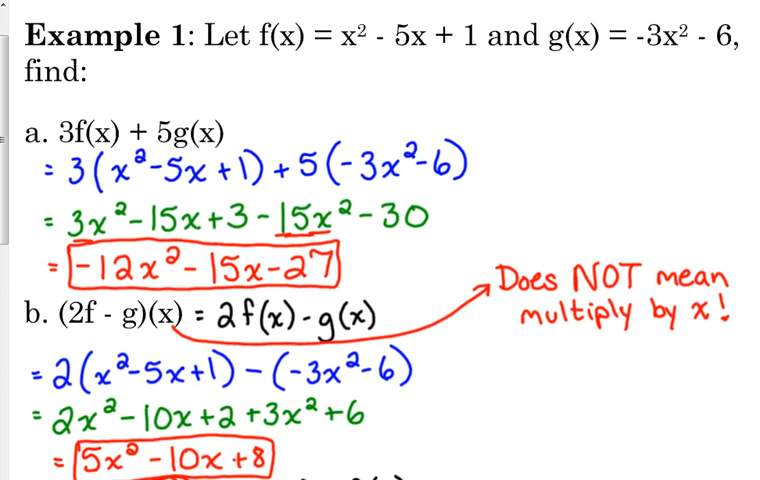 Example 1: Let f(x) = x² - 5x + 1 and g(x) = -3x² - 6,
find:
a. 3f(x) + 5g(x)
= 3(x²-5x+1)+5(-3x²-6)
= 3x²-15x+3-15x²-30
= -12x²-15x-27
Does NOT mean
multiply by x!
b. (2f - g)(x) = 2f(x)-g(x)
= 2(x²-5x+1)-(-3x²-6)
= 2x²-10x+2+3x²+6
= 5x²-10x+8